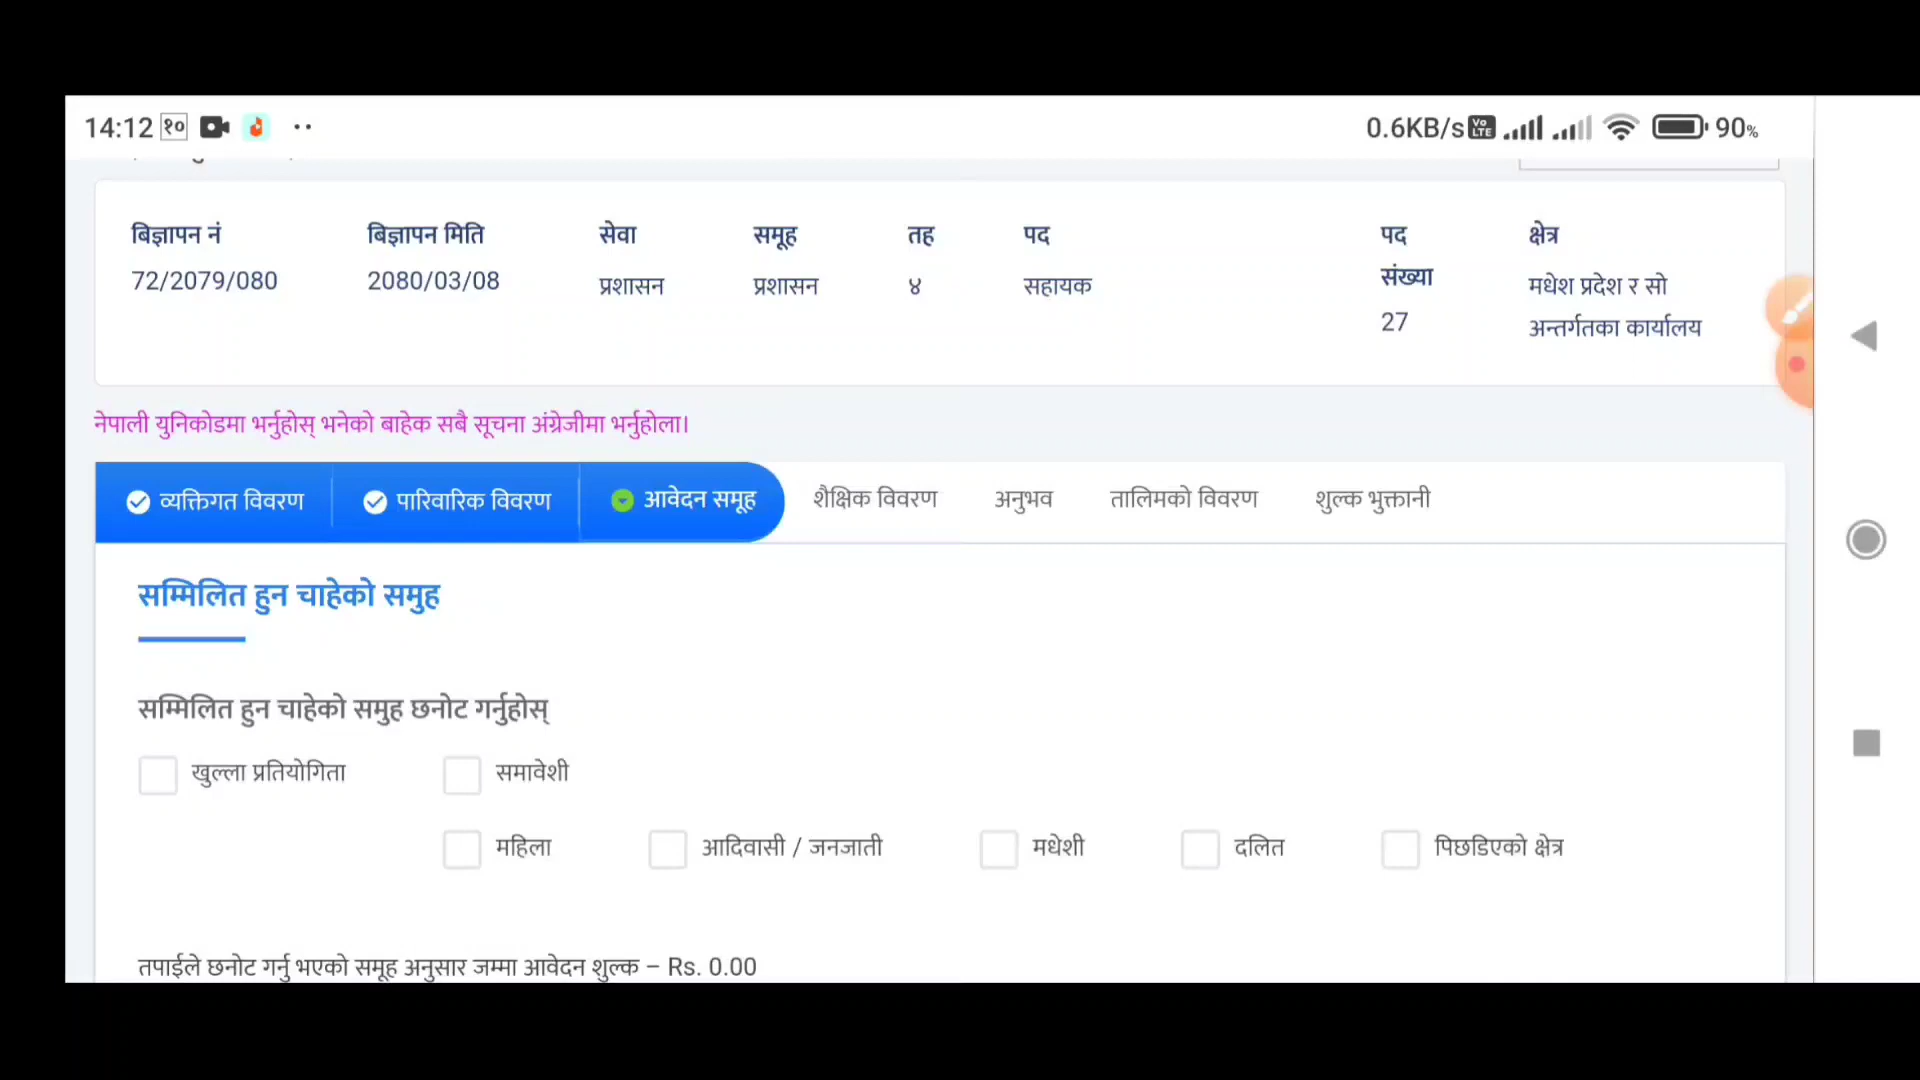 14:12 १० 0.6KB/s Vo LTE 90%
बिज्ञापन नं बिज्ञापन मिति सेवा समूह तह पद पद संख्या क्षेत्र
72/2079/080 2080/03/08 प्रशासन प्रशासन ४ सहायक 27 मधेश प्रदेश र सो अन्तर्गतका कार्यालय
नेपाली युनिकोडमा भर्नुहोस् भनेको बाहेक सबै सूचना अंग्रेजीमा भर्नुहोला।
व्यक्तिगत विवरण पारिवारिक विवरण आवेदन समूह शैक्षिक विवरण अनुभव तालिमको विवरण शुल्क भुक्तानी
सम्मिलित हुन चाहेको समुह
सम्मिलित हुन चाहेको समुह छनोट गर्नुहोस्
खुल्ला प्रतियोगिता समावेशी
महिला आदिवासी / जनजाती मधेशी दलित पिछडिएको क्षेत्र
तपाईले छनोट गर्नु भएको समूह अनुसार जम्मा आवेदन शुल्क – Rs. 0.00